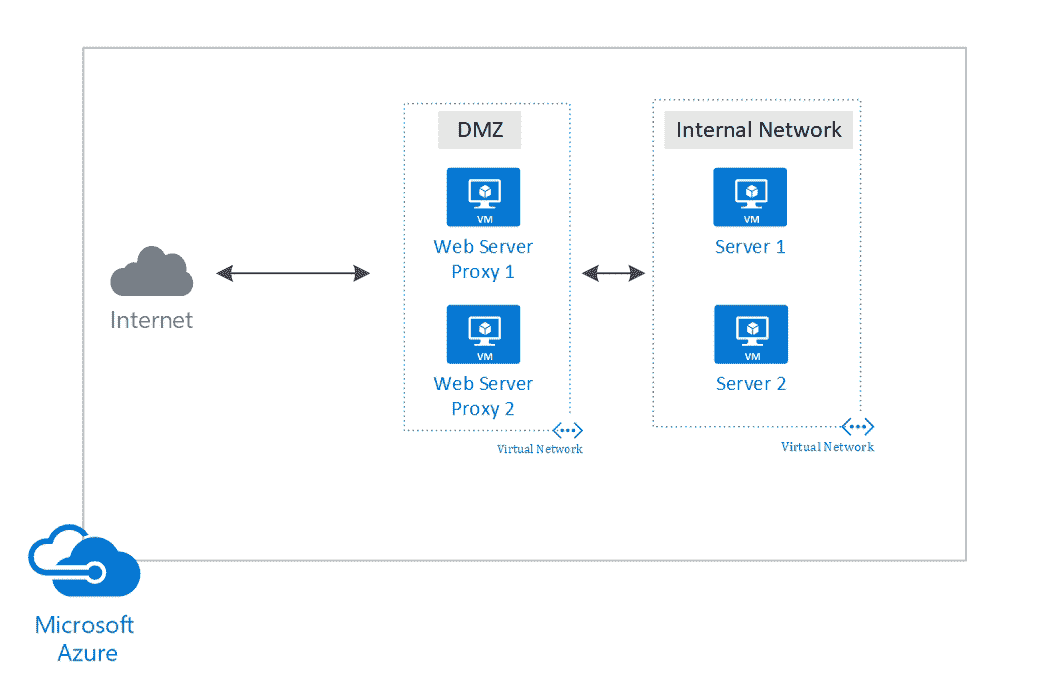 DMZ
Internal Network
VM
VM
Web Server
Proxy 1
Server 1
Internet
VM
VM
Web Server
Proxy 2
Server 2
Virtual Network
Virtual Network
Microsoft
Azure